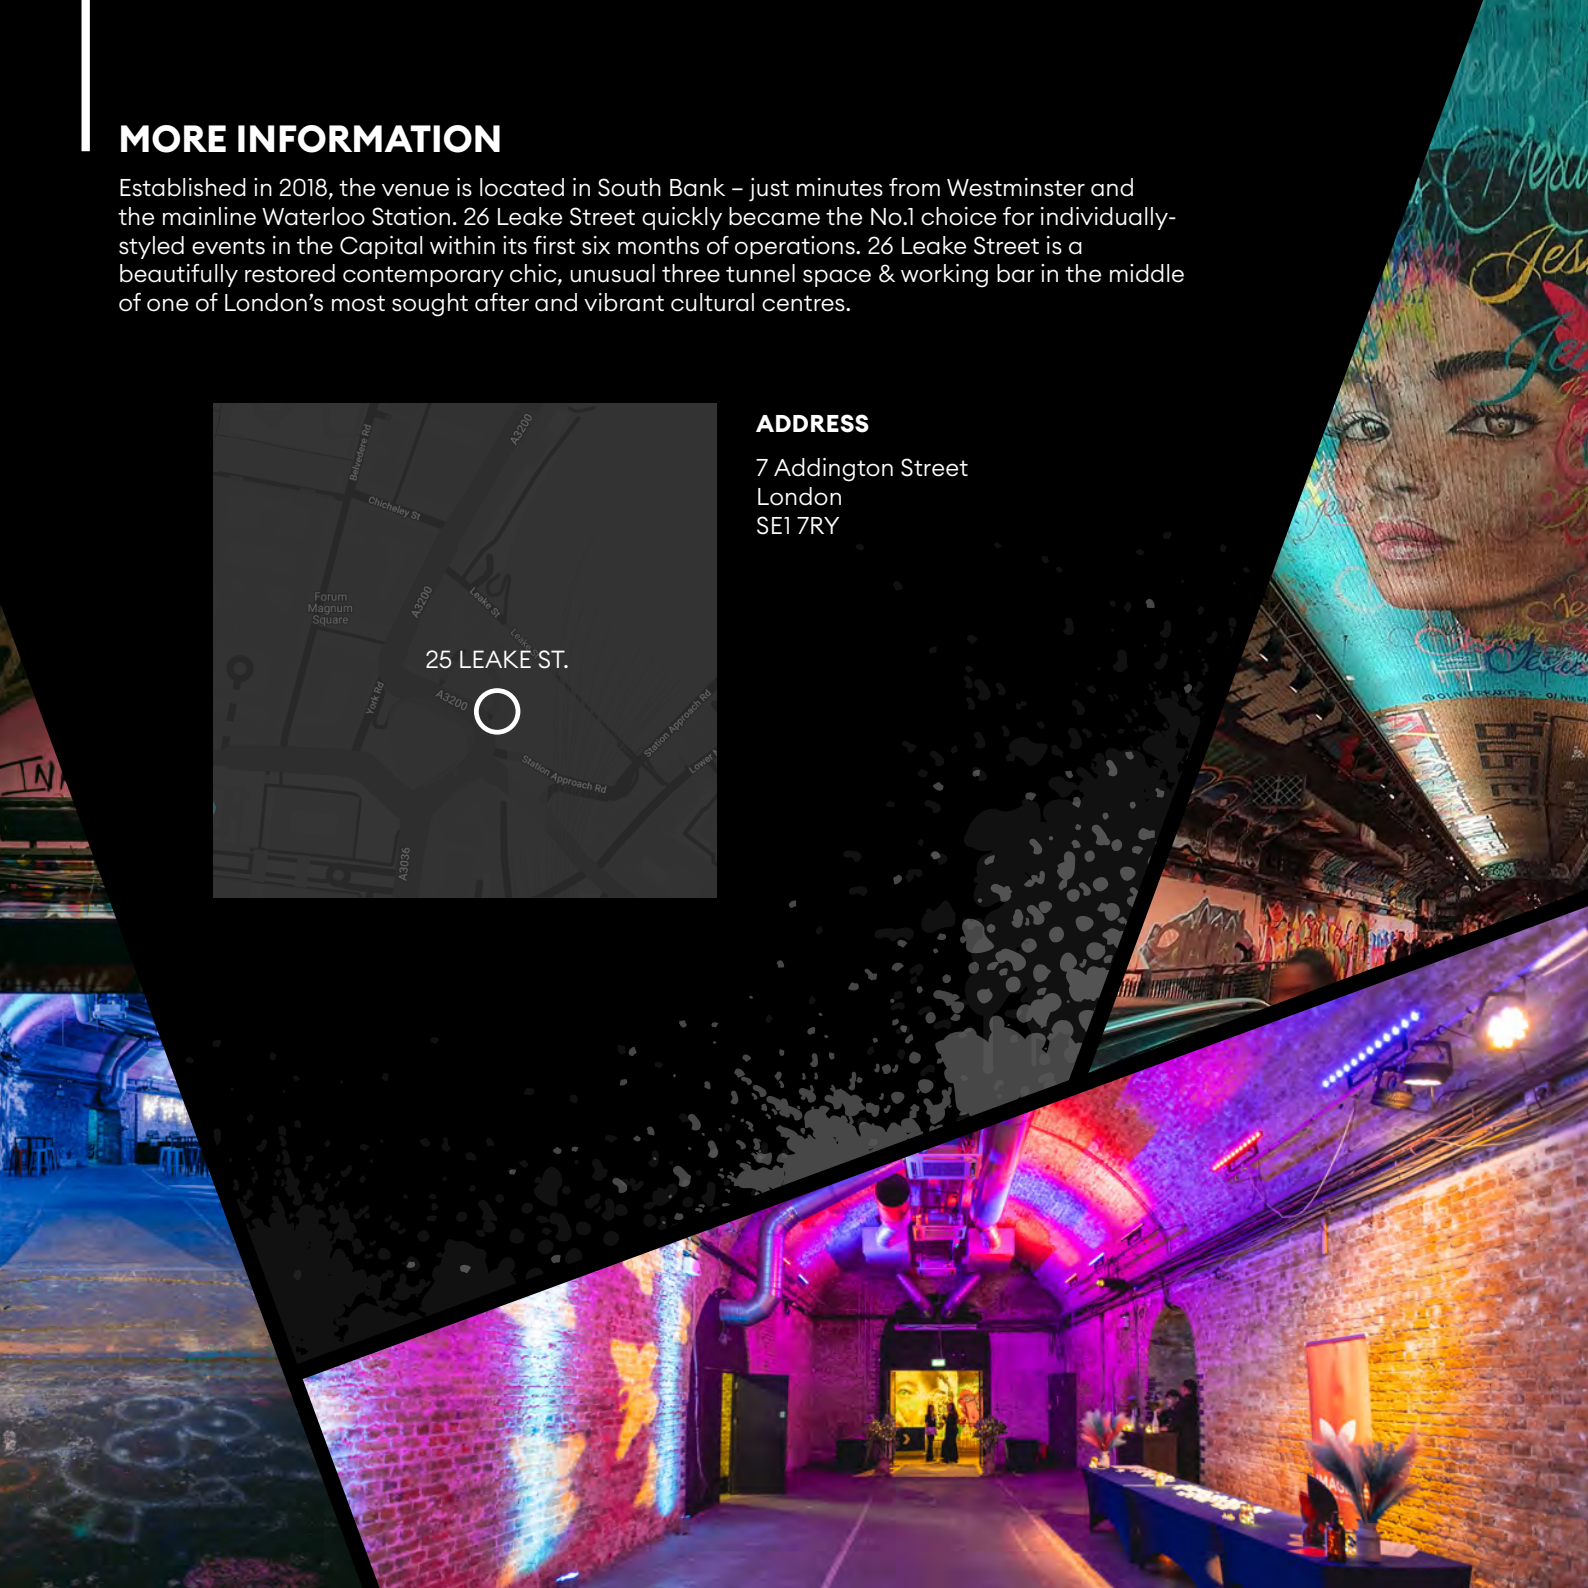 MORE INFORMATION
Established in 2018, the venue is located in South Bank – just minutes from Westminster and
the mainline Waterloo Station. 26 Leake Street quickly became the No.1 choice for individually-
styled events in the Capital within its first six months of operations. 26 Leake Street is a
beautifully restored contemporary chic, unusual three tunnel space & working bar in the middle
of one of London’s most sought after and vibrant cultural centres.
ADDRESS
7 Addington Street
London
SE1 7RY
A3200
Belvedere Rd
Chicheley St
Forum
Magnum
Square
A3200
Leake St
25 LEAKE ST.
York Rd
A3200
Station Approach Rd
Station Approach Rd
Lower
A3036
Jesus